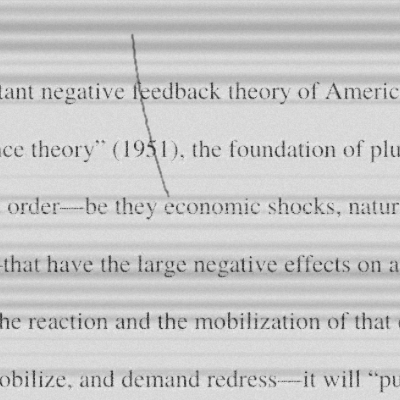 tant negative feedback theory of Americ
nce theory” (1951), the foundation of plu
order—be they economic shocks, natur
that have the large negative effects on a
he reaction and the mobilization of that
obilize, and demand redress—it will “pu